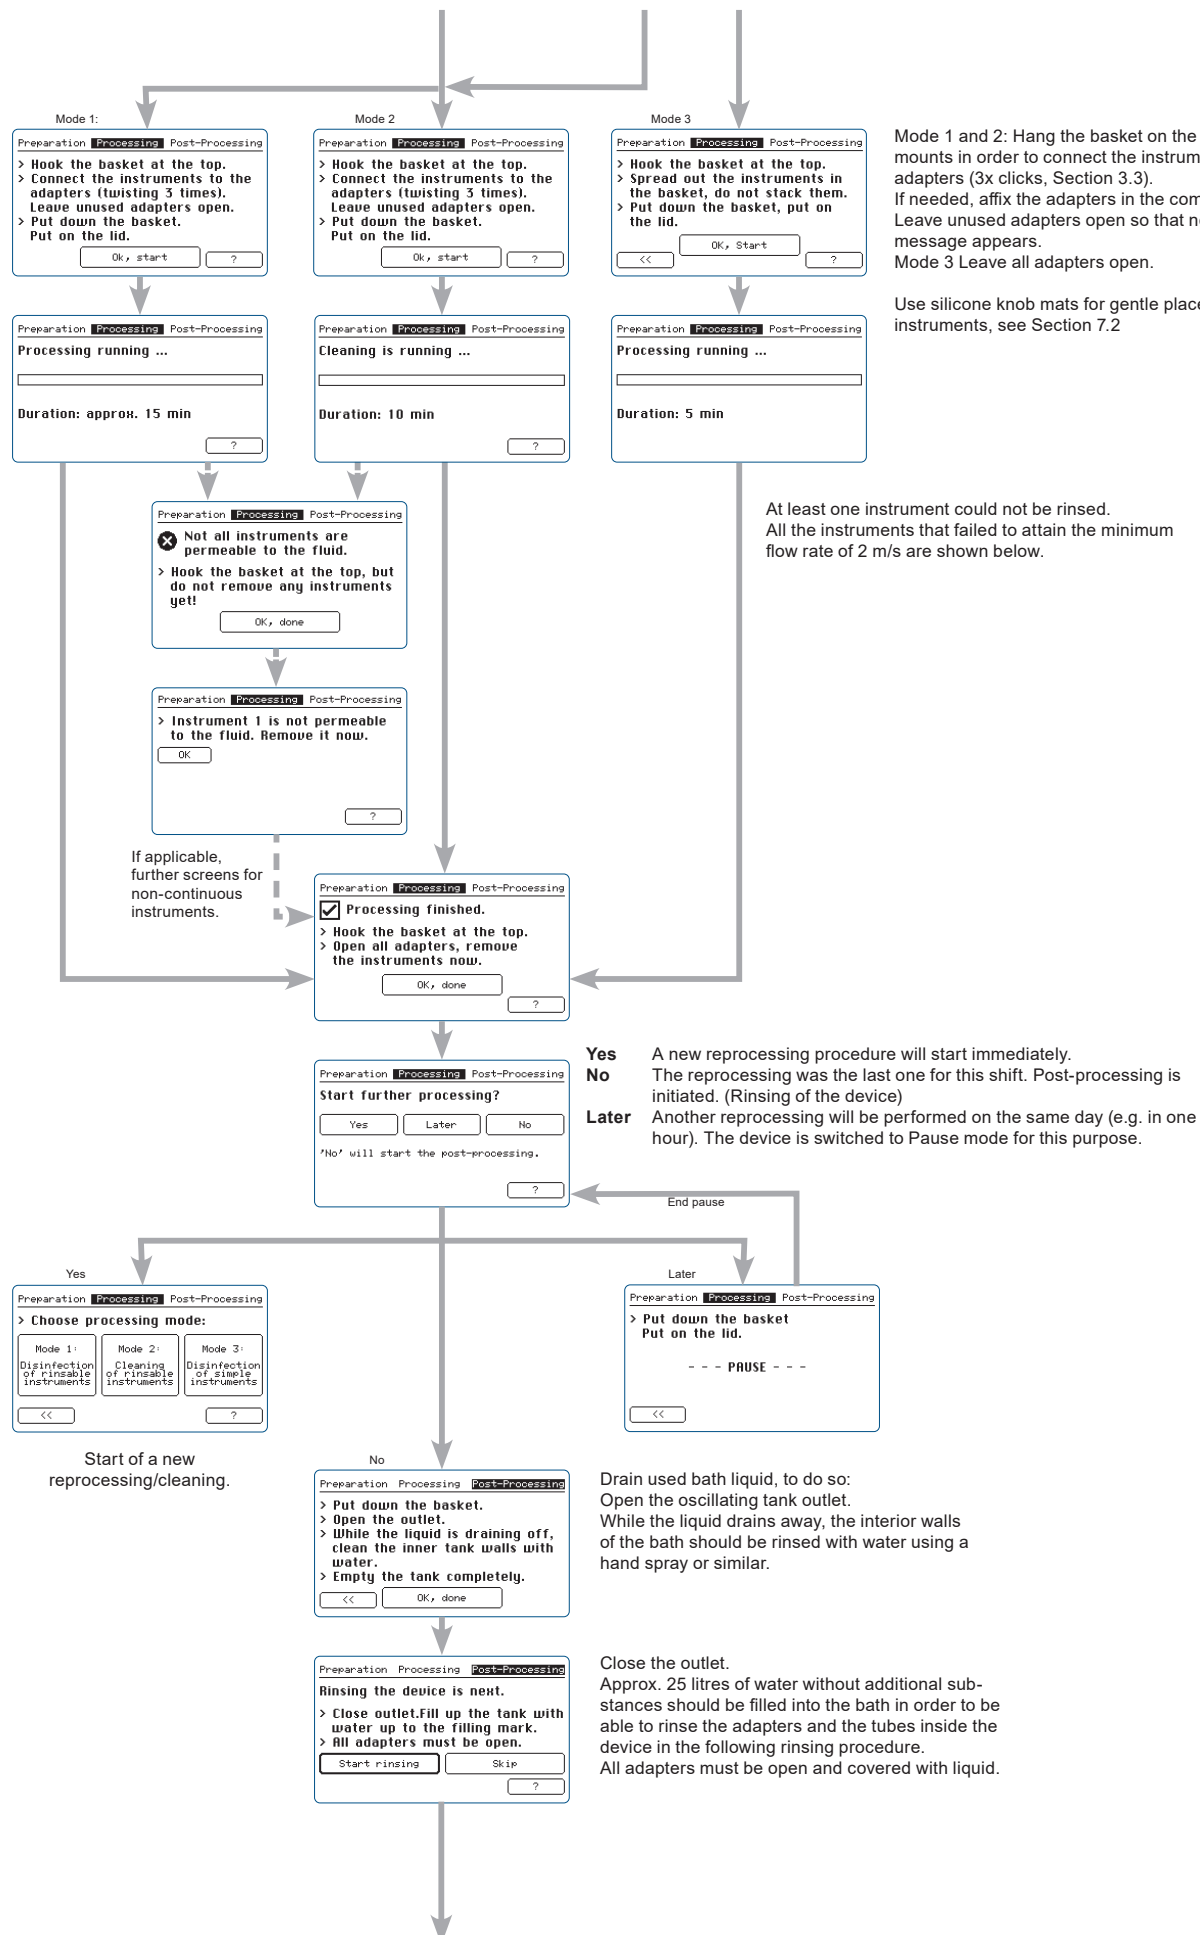 Mode 1:
Preparation Processing Post-Processing
> Hook the basket at the top.
> Connect the instruments to the
adapters (twisting 3 times).
Leave unused adapters open.
> Put down the basket.
Put on the lid.
Ok, start
?
Mode 2
Preparation Processing Post-Processing
> Hook the basket at the top.
> Connect the instruments to the
adapters (twisting 3 times).
Leave unused adapters open.
> Put down the basket.
Put on the lid.
Ok, start
?
Mode 3
Preparation Processing Post-Processing
> Hook the basket at the top.
> Spread out the instruments in
the basket, do not stack them.
> Put down the basket, put on
the lid.
OK, Start
<<
?
Mode 1 and 2: Hang the basket on the
mounts in order to connect the
adapters (3x clicks, Section 3.3).
If needed, affix the adapters in the
Leave unused adapters open so that
message appears.
Mode 3 Leave all adapters open.
Use silicone knob mats for gentle
instruments, see Section 7.2
Preparation Processing Post-Processing
Processing running ...
Duration: approx. 15 min
?
Preparation Processing Post-Processing
Cleaning is running ...
Duration: 10 min
?
Preparation Processing Post-Processing
Processing running ...
Duration: 5 min
Preparation Processing Post-Processing
Not all instruments are
permeable to the fluid.
> Hook the basket at the top, but
do not remove any instruments
yet!
OK, done
At least one instrument could not be rinsed.
All the instruments that failed to attain the minimum
flow rate of 2 m/s are shown below.
Preparation Processing Post-Processing
> Instrument 1 is not permeable
to the fluid. Remove it now.
OK
?
If applicable,
further screens for
non-continuous
instruments.
Preparation Processing Post-Processing
Processing finished.
> Hook the basket at the top.
> Open all adapters, remove
the instruments now.
OK, done
?
Preparation Processing Post-Processing
Start further processing?
Yes Later No
'No' will start the post-processing.
?
Yes A new reprocessing procedure will start immediately.
No The reprocessing was the last one for this shift. Post-processing is
initiated. (Rinsing of the device)
Later Another reprocessing will be performed on the same day (e.g. in one
hour). The device is switched to Pause mode for this purpose.
End pause
Yes
Preparation Processing Post-Processing
> Choose processing mode:
Mode 1:
Disinfection
of rinsable
instruments
Mode 2:
Cleaning
of rinsable
instruments
Mode 3:
Disinfection
of simple
instruments
<<
?
Start of a new
reprocessing/cleaning.
Later
Preparation Processing Post-Processing
> Put down the basket
Put on the lid.
- - - PAUSE - - -
<<
No
Preparation Processing Post-Processing
> Put down the basket.
> Open the outlet.
> While the liquid is draining off,
clean the inner tank walls with
water.
> Empty the tank completely.
<<
OK, done
Drain used bath liquid, to do so:
Open the oscillating tank outlet.
While the liquid drains away, the interior walls
of the bath should be rinsed with water using a
hand spray or similar.
Preparation Processing Post-Processing
Rinsing the device is next.
> Close outlet.Fill up the tank with
water up to the filling mark.
> All adapters must be open.
Start rinsing
Skip
?
Close the outlet.
Approx. 25 litres of water without additional sub-
stances should be filled into the bath in order to be
able to rinse the adapters and the tubes inside the
device in the following rinsing procedure.
All adapters must be open and covered with liquid.